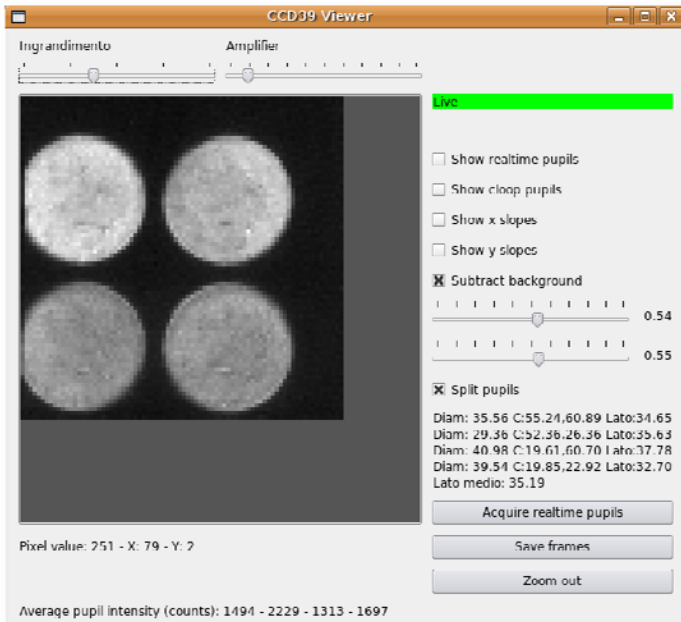 CCD39 Viewer
Ingrandimento Amplifier
Live
Show realtime pupils
Show cloop pupils
Show x slopes
Show y slopes
Subtract background
0.54
0.55
Split pupils
Diam: 35.56 C:55.24,60.89 Lato:34.65
Diam: 29.36 C:52.36,26.36 Lato:35.63
Diam: 40.98 C:19.61,60.70 Lato:37.78
Diam: 39.54 C:19.85,22.92 Lato:32.70
Lato medio: 35.19
Acquire realtime pupils
Pixel value: 251 - X: 79 - Y: 2
Save frames
Zoom out
Average pupil intensity (counts): 1494 - 2229 - 1313 - 1697